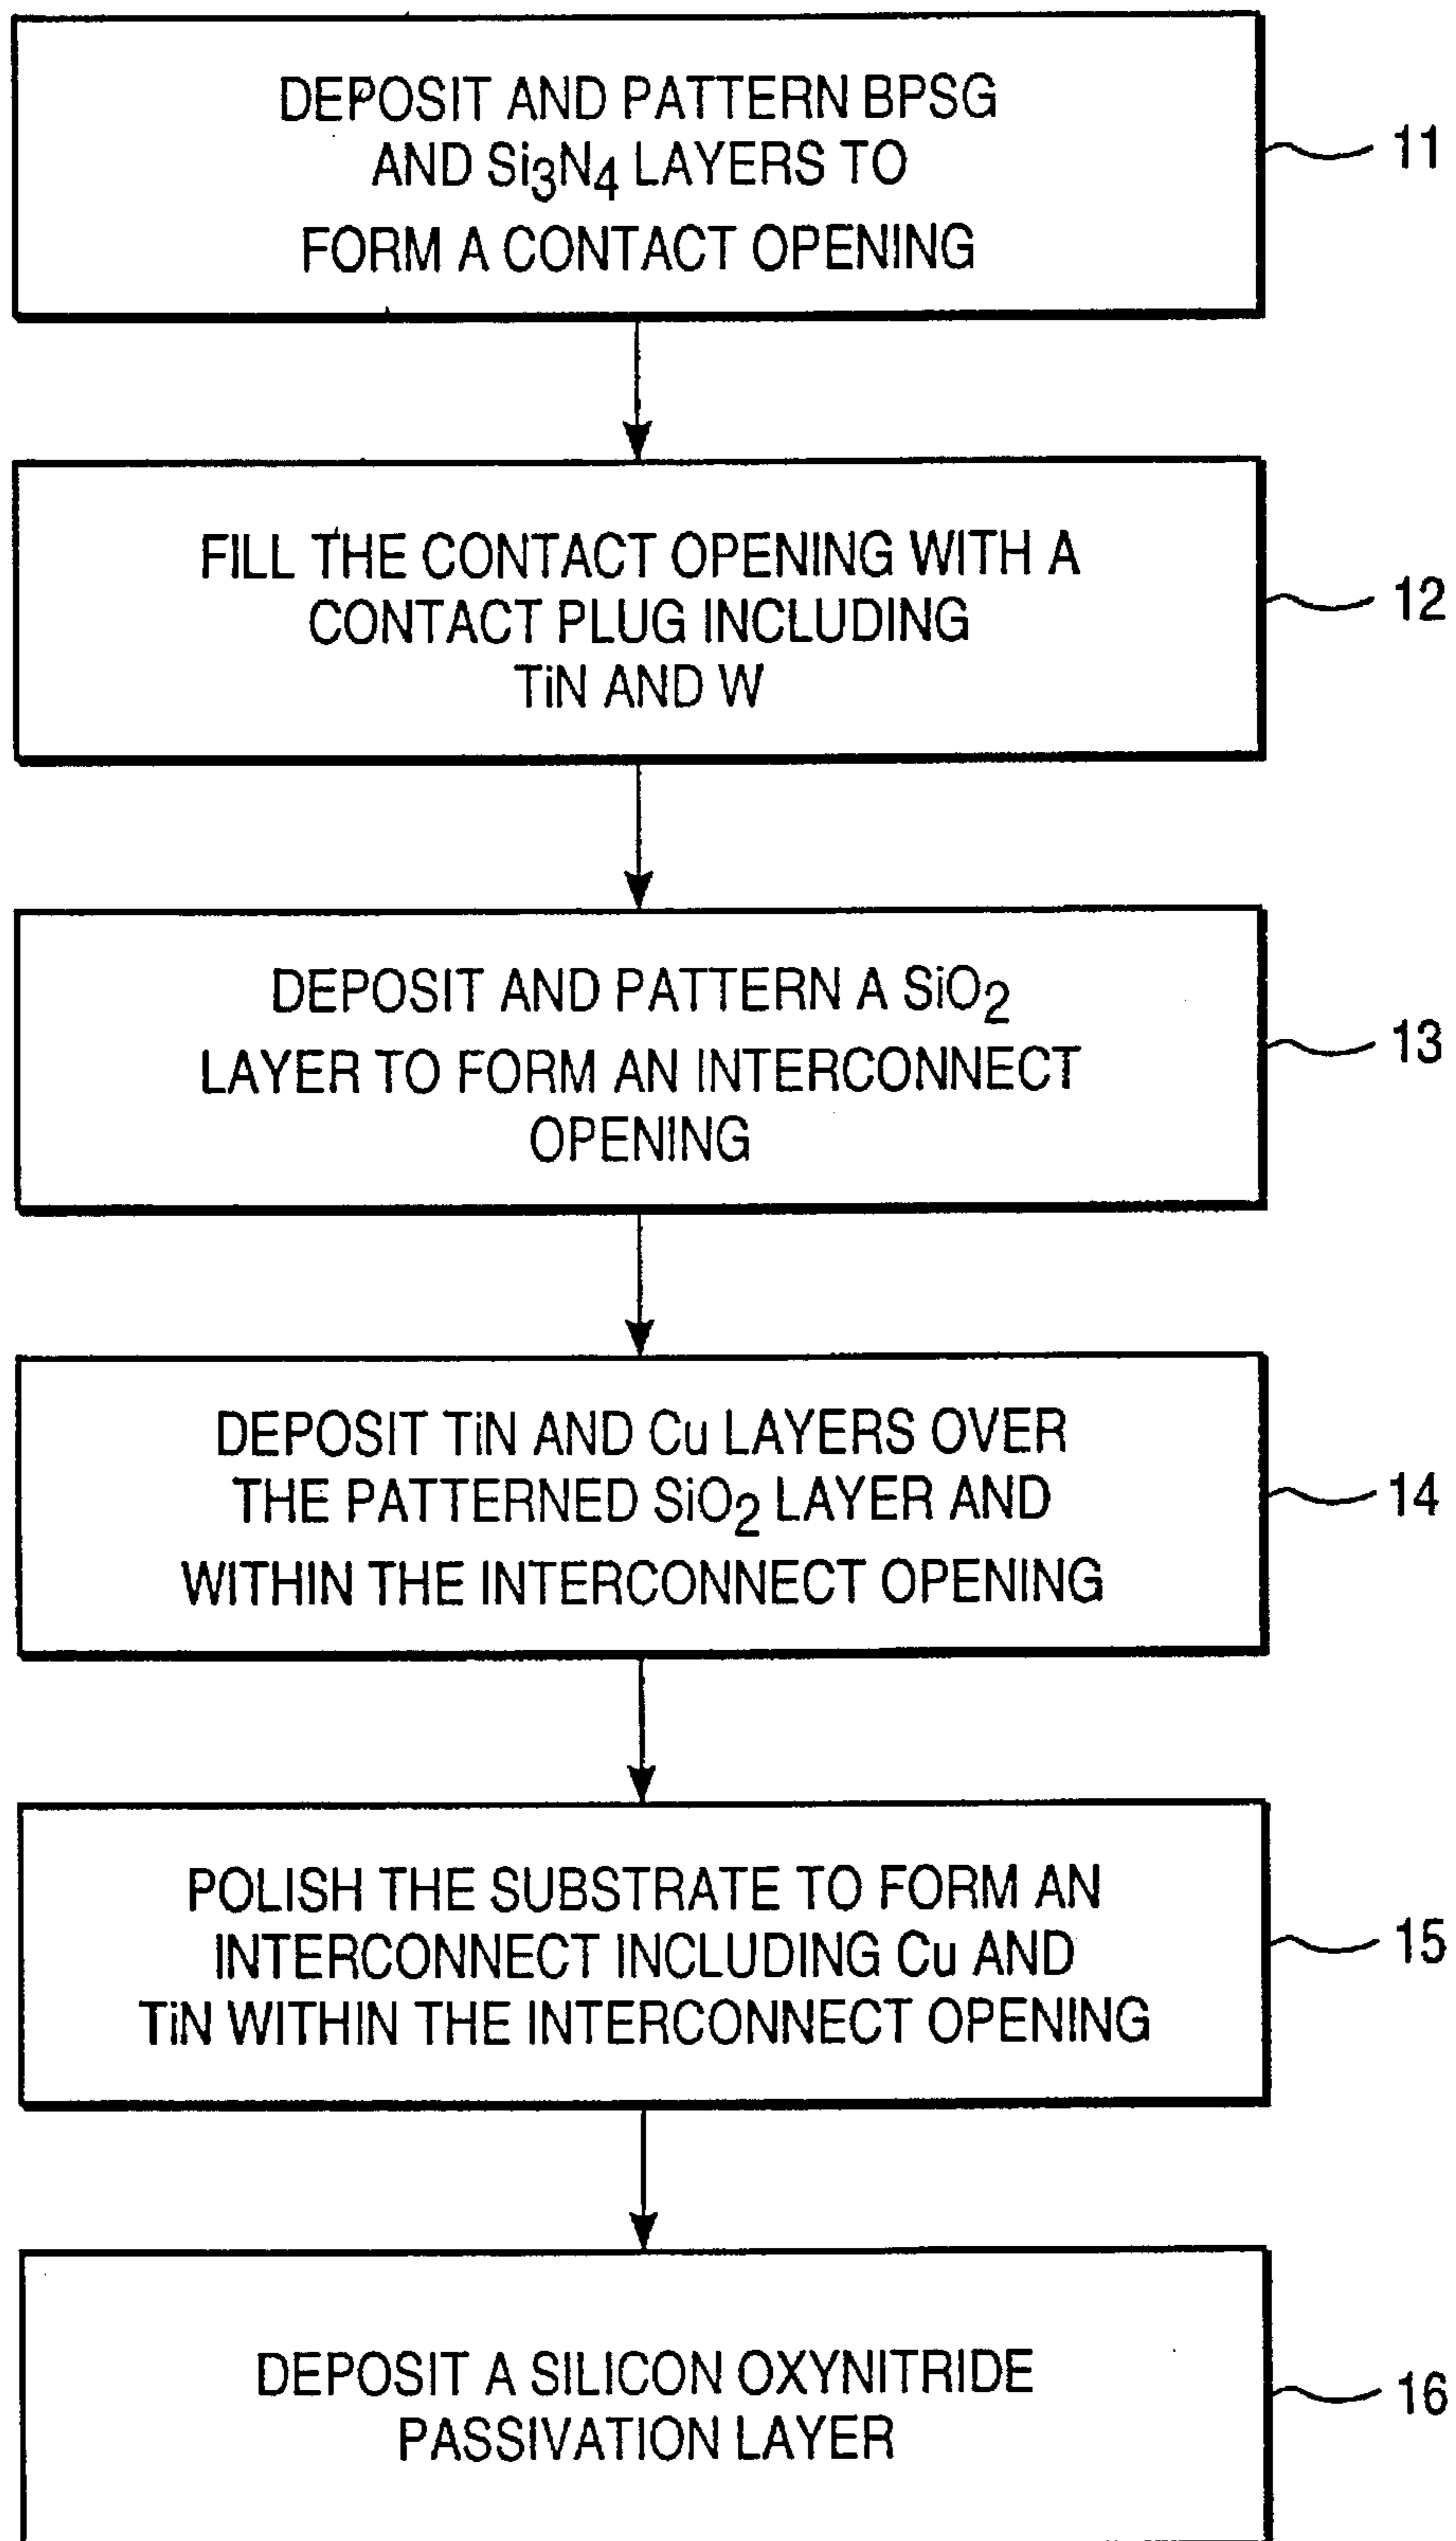 DEPOSIT AND PATTERN BPSG
AND Si₃N₄ LAYERS TO
FORM A CONTACT OPENING
11
FILL THE CONTACT OPENING WITH A
CONTACT PLUG INCLUDING
TiN AND W
12
DEPOSIT AND PATTERN A SiO₂
LAYER TO FORM AN INTERCONNECT
OPENING
13
DEPOSIT TiN AND Cu LAYERS OVER
THE PATTERNED SiO₂ LAYER AND
WITHIN THE INTERCONNECT OPENING
14
POLISH THE SUBSTRATE TO FORM AN
INTERCONNECT INCLUDING Cu AND
TiN WITHIN THE INTERCONNECT OPENING
15
DEPOSIT A SILICON OXYNITRIDE
PASSIVATION LAYER
16